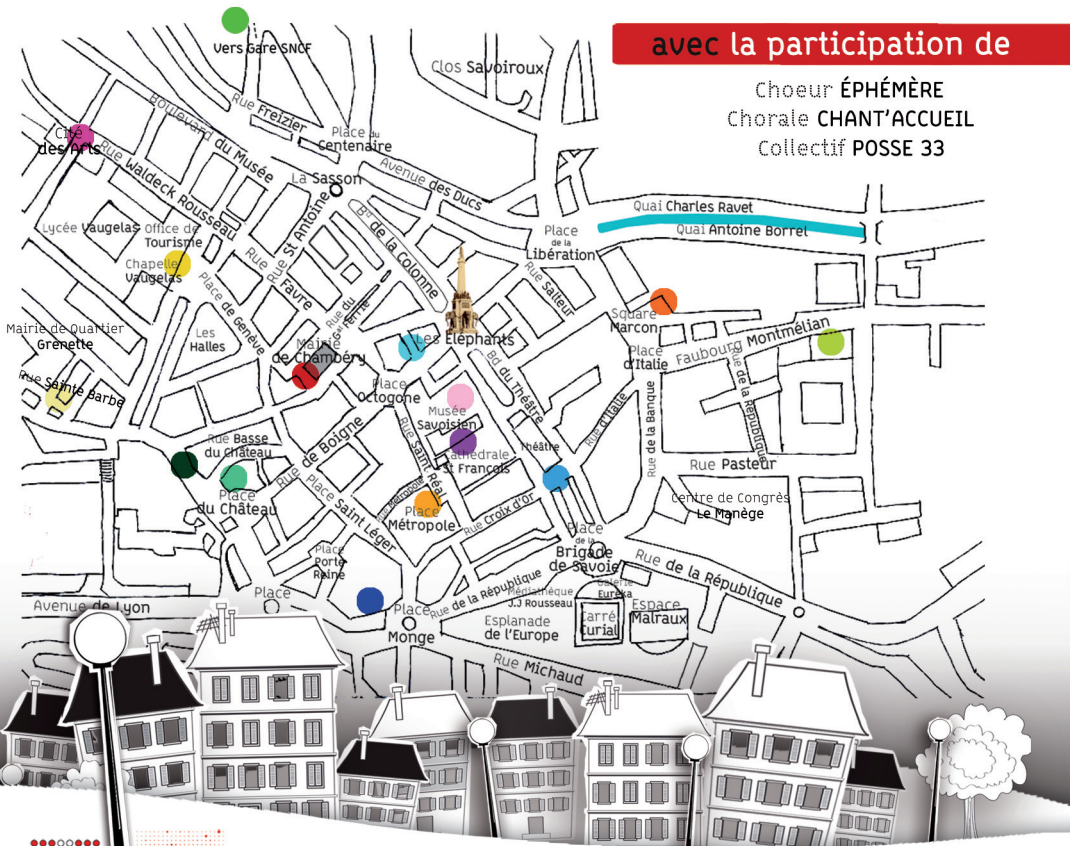 avec la participation de
Choeur ÉPHÉMÈRE
Chorale CHANT'ACCUEIL
Collectif POSSE 33
Vers Gare SNCF
Clos Savoiroux
Rue Freizier
Boulevard du Musée
Place du
Centenaire
Cité
des Arts
Rue Waldeck Rousseau
La Sasson
Avenue des Ducs
Rue St Antoine
Bd de la Colonne
Quai Charles Ravet
Quai Antoine Borrel
Place
de la
Libération
Lycée Vaugelas
Office de
Tourisme
Chapelle
Vaugelas
Rue Favre
Place de Genève
Rue Salteur
Rue du
Les Éléphants
Square
Marcon
Place
d'Italie
Faubourg Montmélian
Mairie de Quartier
Grenette
Les
Halles
Mairie
de Chambéry
Rue Sainte Barbe
Place
Octogone
Bd du Théâtre
Musée
Savoisien
Rue d'Italie
Rue de la Banque
Rue de la République
Rue Basse
du Château
Rue de Boigne
Rue Saint Réal
Cathédrale
St François
Théâtre
Rue Pasteur
Place
du Château
Place Saint Léger
Rue Métropole
Place
Métropole
Rue Croix d'or
Centre de Congrès
Le Manège
Place
Porte
Reine
Place
de la
Brigade
de Savoie
Rue de la République
Avenue de Lyon
Place
Place
Monge
Rue de la République
Médiathèque
J.J Rousseau
Galerie
Eureka
Carré
Curial
Espace
Malraux
Esplanade
de l'Europe
Rue Michaud